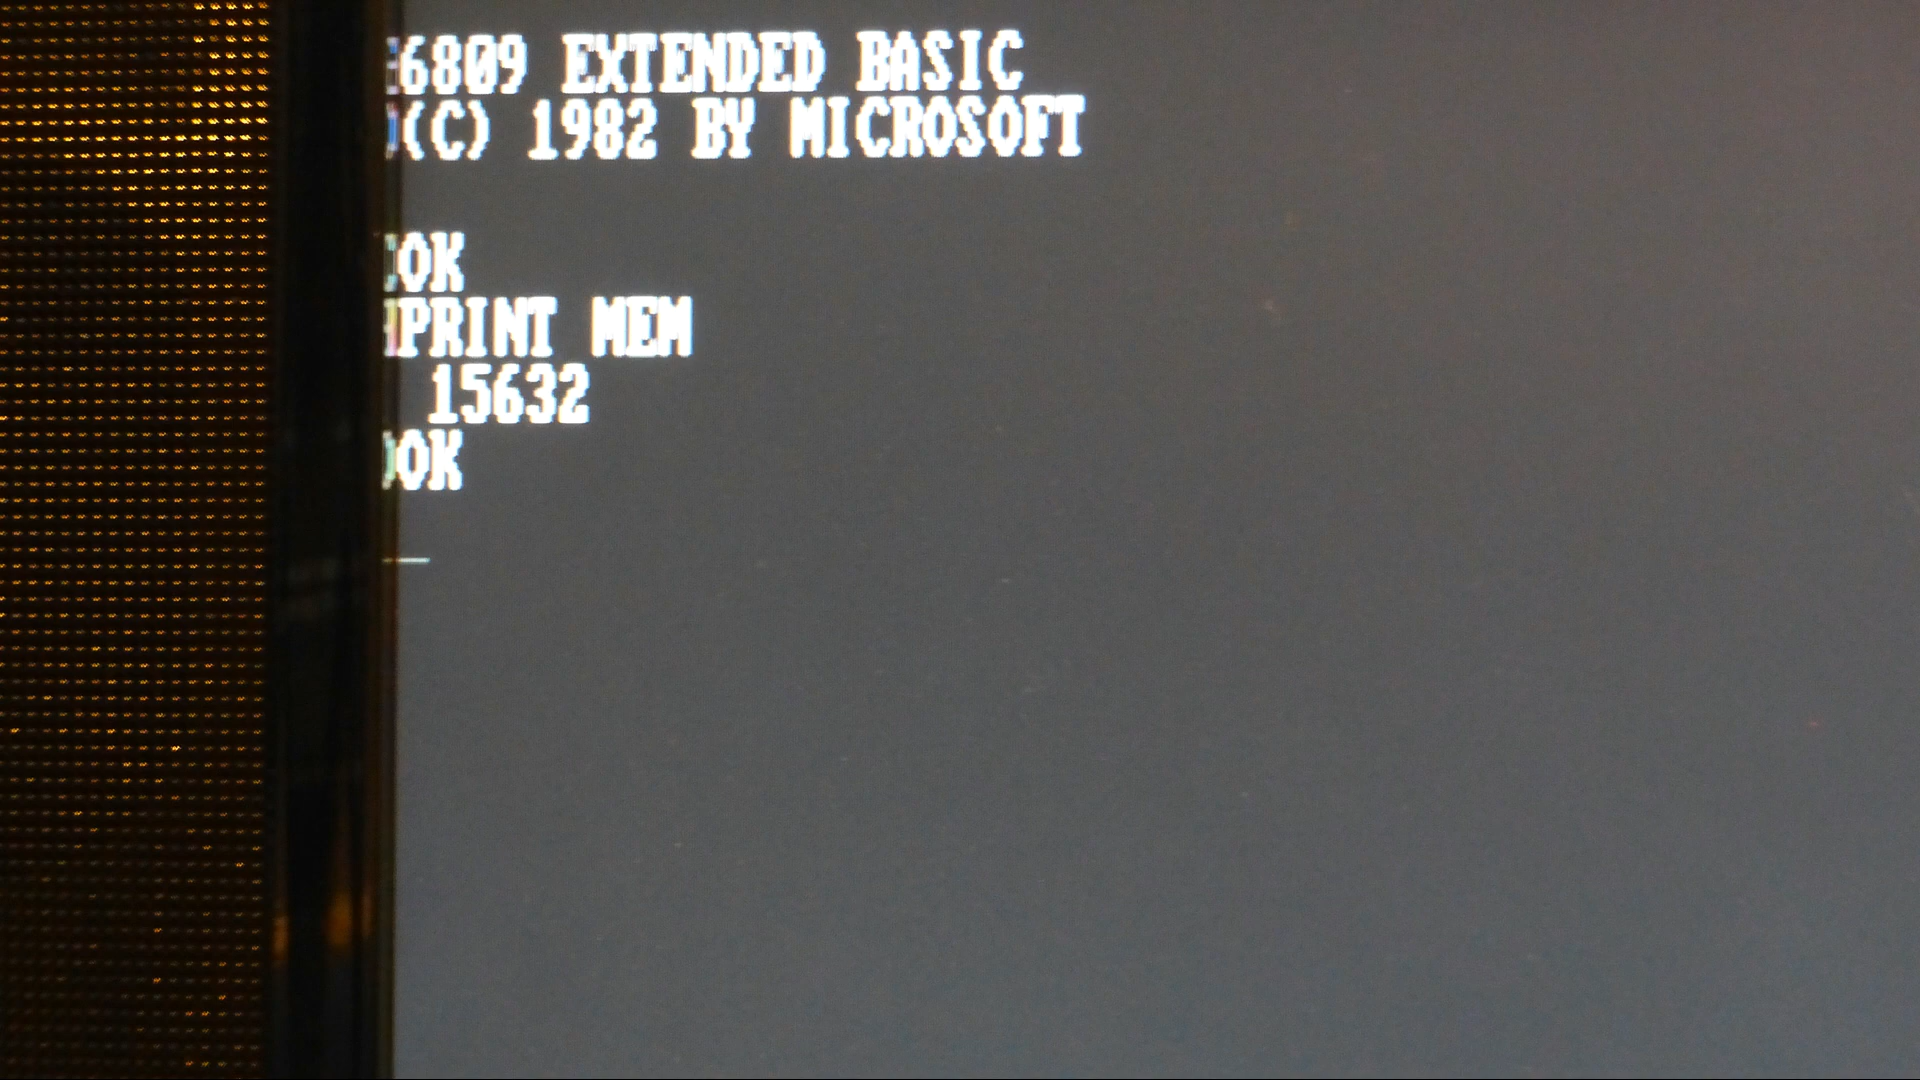 6809 EXTENDED BASIC
(C) 1982 BY MICROSOFT
OK
PRINT MEM
15632
OK